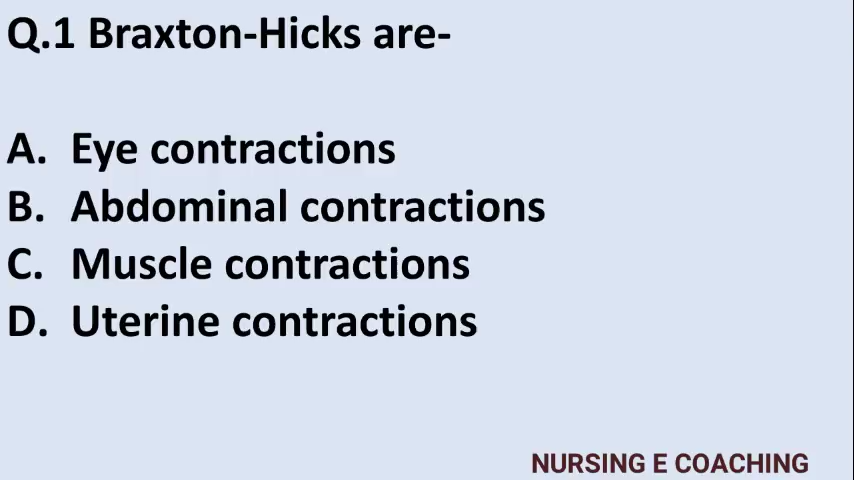 Q.1 Braxton-Hicks are-
A. Eye contractions
B. Abdominal contractions
C. Muscle contractions
D. Uterine contractions
NURSING E COACHING